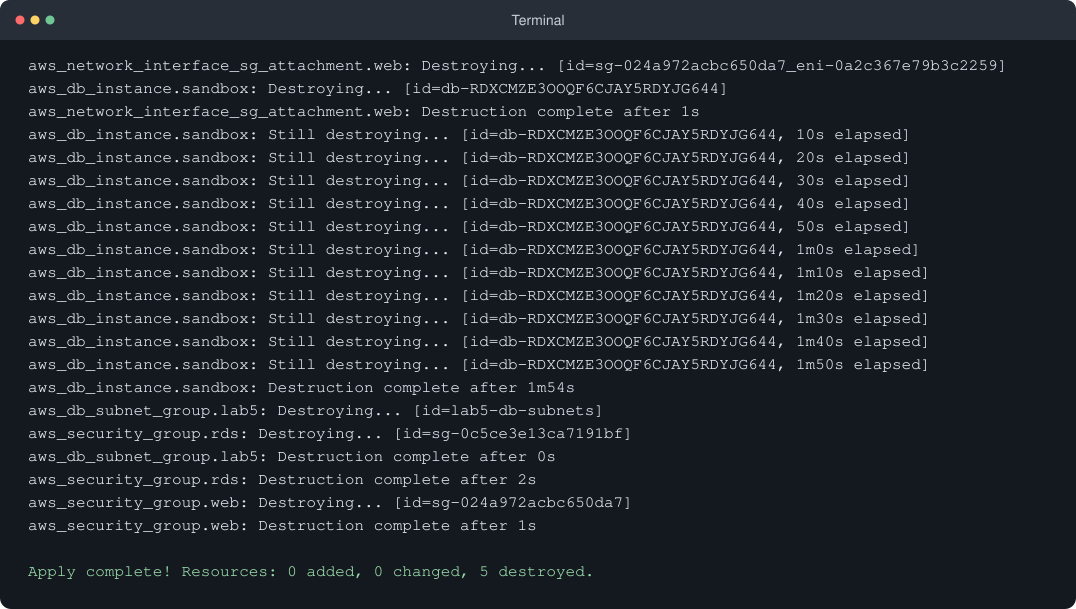 Terminal
aws_network_interface_sg_attachment.web: Destroying... [id=sg-024a972acbc650da7_eni-0a2c367e79b3c2259]
aws_db_instance.sandbox: Destroying... [id=db-RDXCMZE3OOQF6CJAY5RDYJG644]
aws_network_interface_sg_attachment.web: Destruction complete after 1s
aws_db_instance.sandbox: Still destroying... [id=db-RDXCMZE3OOQF6CJAY5RDYJG644, 10s elapsed]
aws_db_instance.sandbox: Still destroying... [id=db-RDXCMZE3OOQF6CJAY5RDYJG644, 20s elapsed]
aws_db_instance.sandbox: Still destroying... [id=db-RDXCMZE3OOQF6CJAY5RDYJG644, 30s elapsed]
aws_db_instance.sandbox: Still destroying... [id=db-RDXCMZE3OOQF6CJAY5RDYJG644, 40s elapsed]
aws_db_instance.sandbox: Still destroying... [id=db-RDXCMZE3OOQF6CJAY5RDYJG644, 50s elapsed]
aws_db_instance.sandbox: Still destroying... [id=db-RDXCMZE3OOQF6CJAY5RDYJG644, 1m0s elapsed]
aws_db_instance.sandbox: Still destroying... [id=db-RDXCMZE3OOQF6CJAY5RDYJG644, 1m10s elapsed]
aws_db_instance.sandbox: Still destroying... [id=db-RDXCMZE3OOQF6CJAY5RDYJG644, 1m20s elapsed]
aws_db_instance.sandbox: Still destroying... [id=db-RDXCMZE3OOQF6CJAY5RDYJG644, 1m30s elapsed]
aws_db_instance.sandbox: Still destroying... [id=db-RDXCMZE3OOQF6CJAY5RDYJG644, 1m40s elapsed]
aws_db_instance.sandbox: Still destroying... [id=db-RDXCMZE3OOQF6CJAY5RDYJG644, 1m50s elapsed]
aws_db_instance.sandbox: Destruction complete after 1m54s
aws_db_subnet_group.lab5: Destroying... [id=lab5-db-subnets]
aws_security_group.rds: Destroying... [id=sg-0c5ce3e13ca7191bf]
aws_db_subnet_group.lab5: Destruction complete after 0s
aws_security_group.rds: Destruction complete after 2s
aws_security_group.web: Destroying... [id=sg-024a972acbc650da7]
aws_security_group.web: Destruction complete after 1s
Apply complete! Resources: 0 added, 0 changed, 5 destroyed.